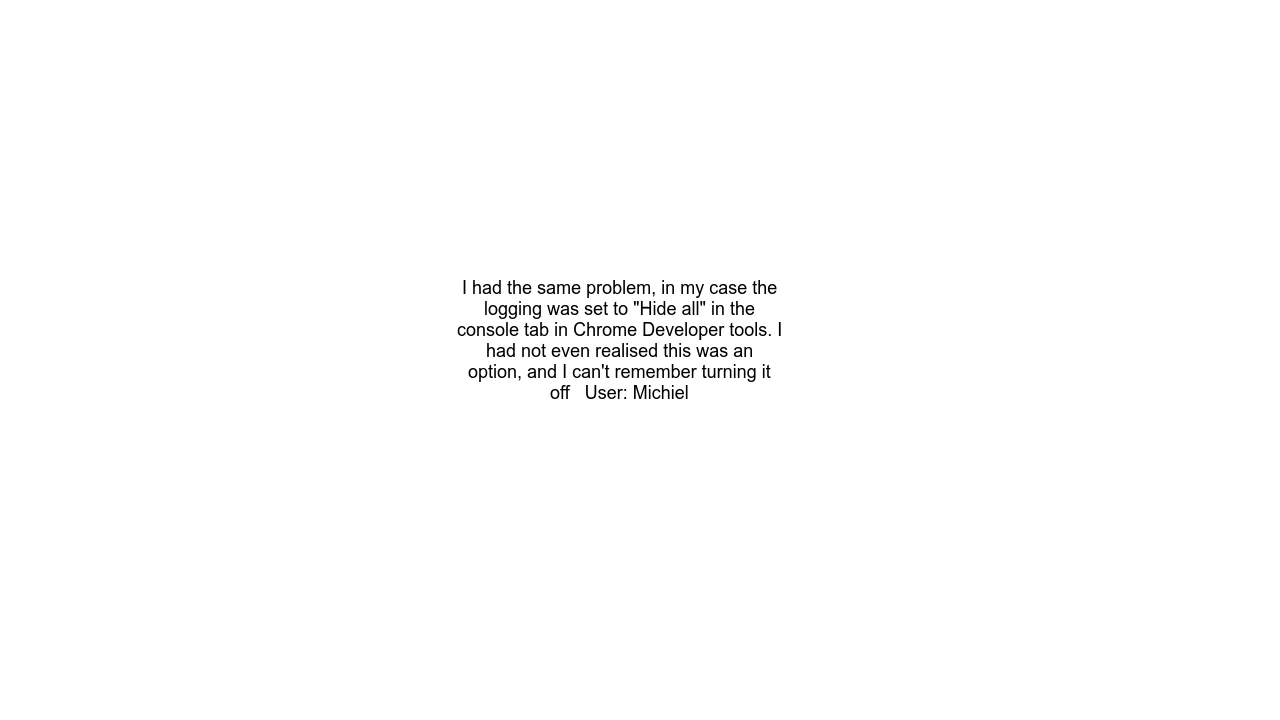 I had the same problem, in my case the
logging was set to "Hide all" in the
console tab in Chrome Developer tools. I
had not even realised this was an
option, and I can't remember turning it
off   User: Michiel